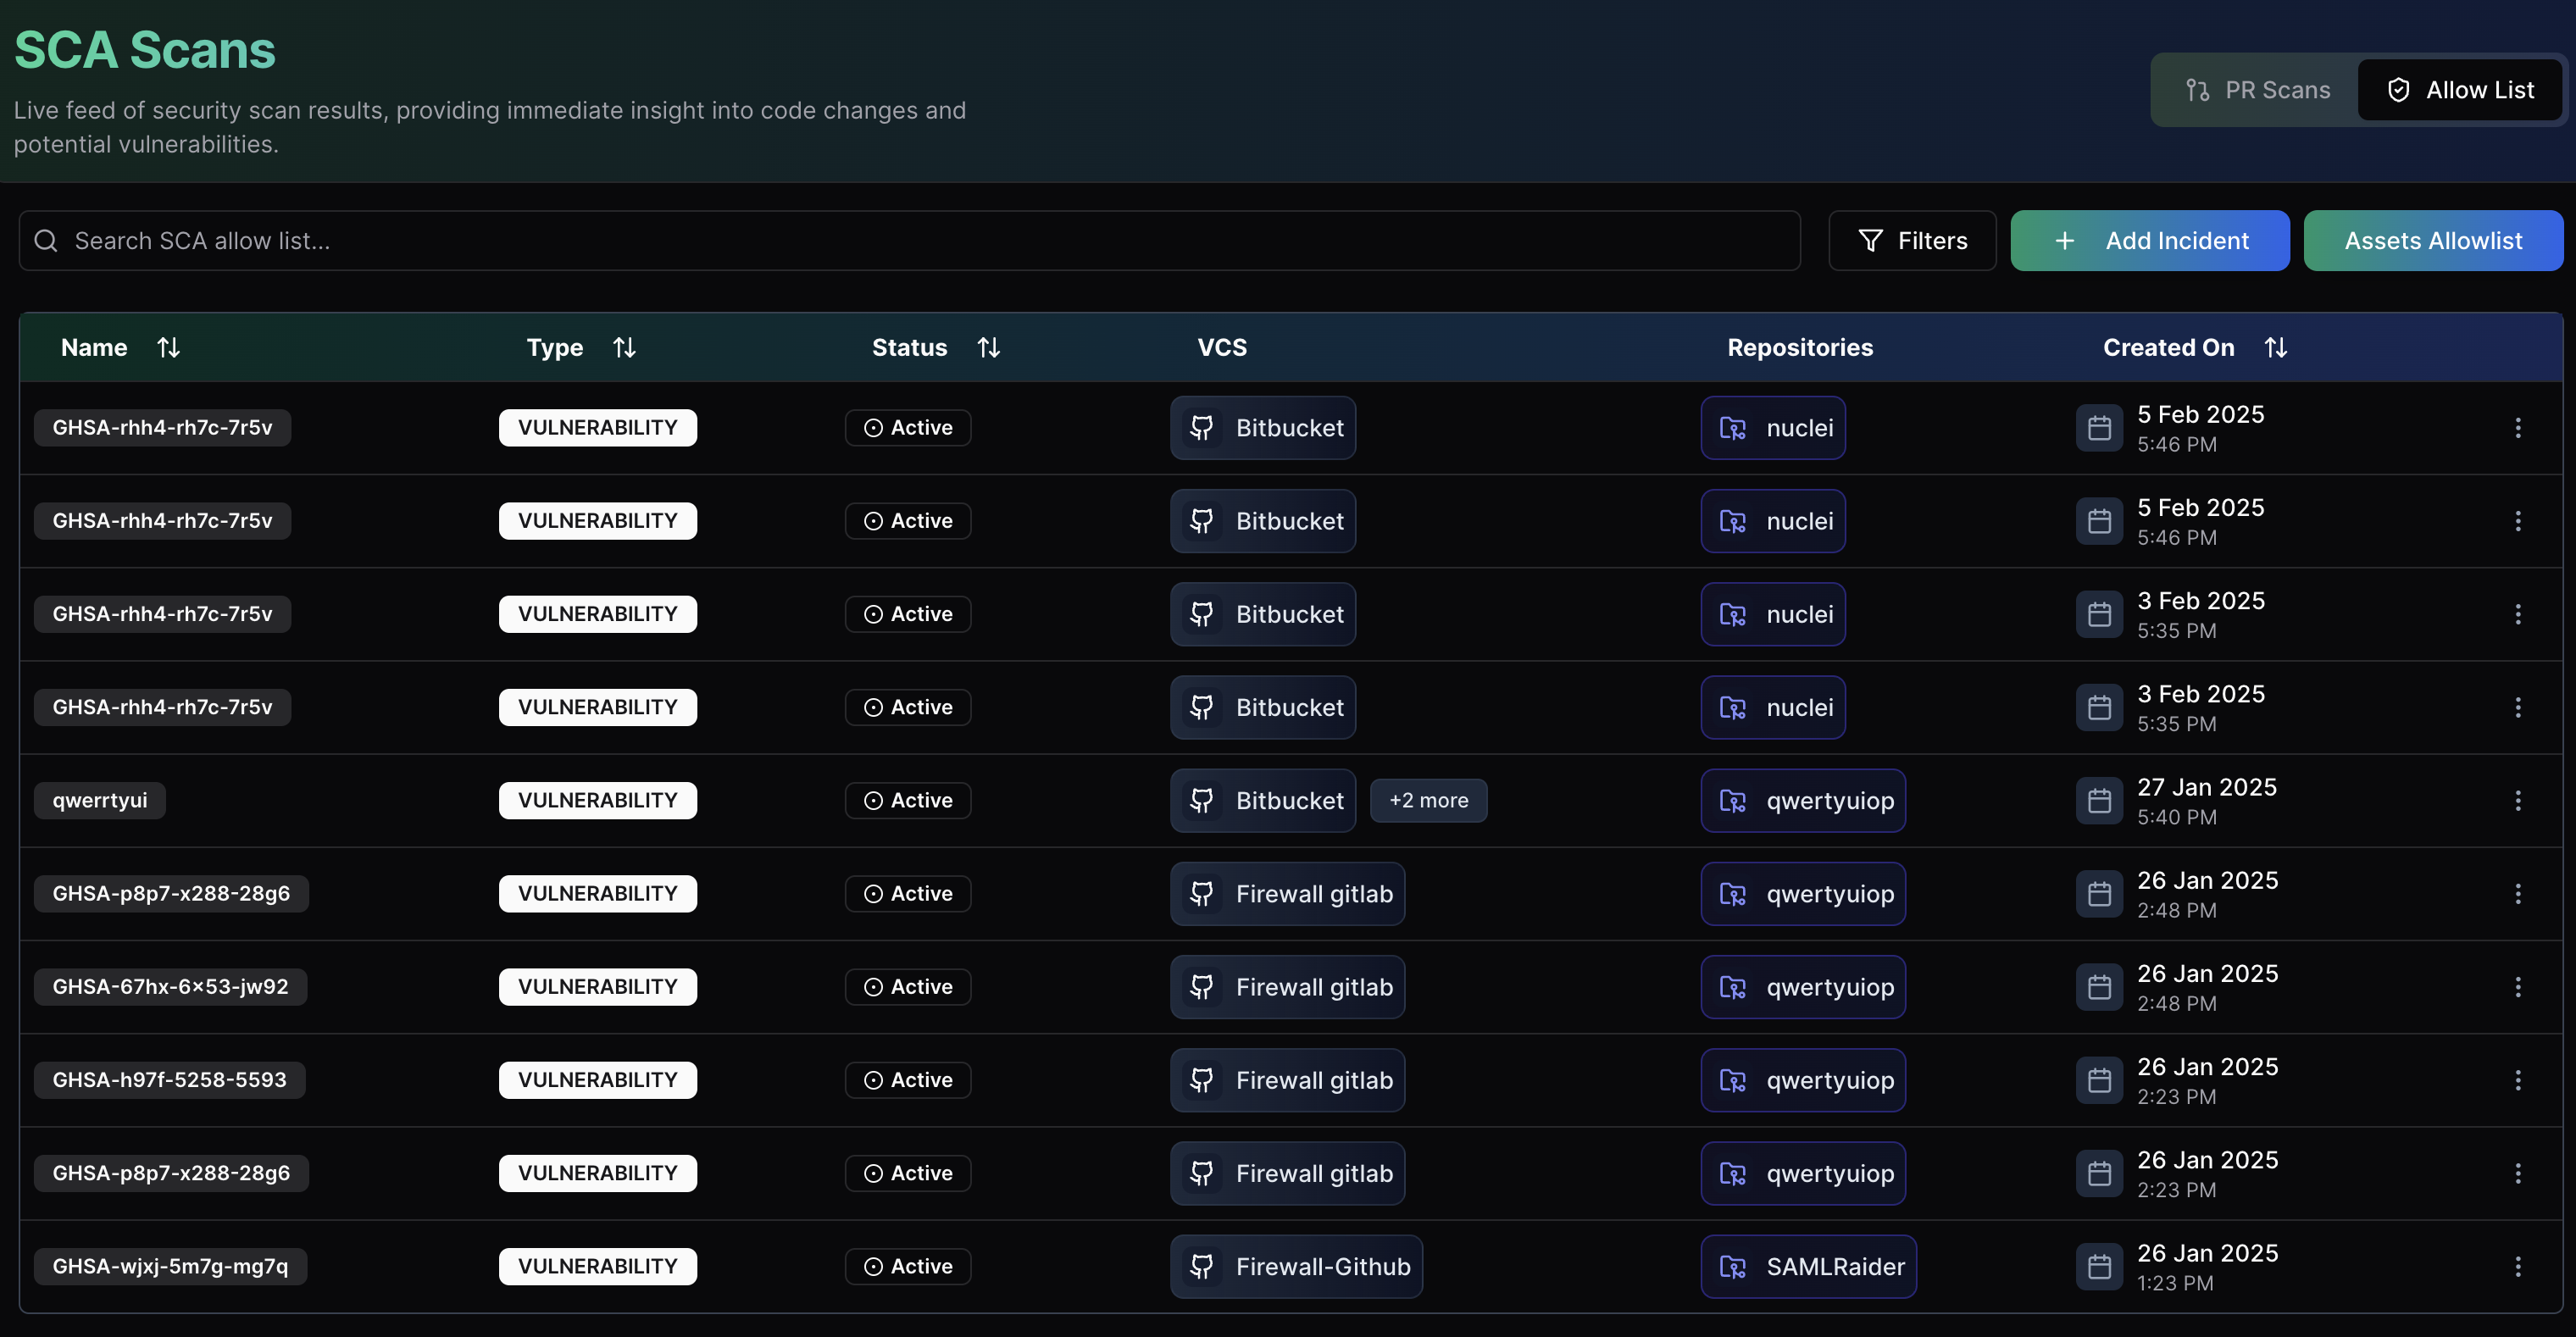 SCA Scans
Live feed of security scan results, providing immediate insight into code changes and
potential vulnerabilities.
PR Scans Allow List
Search SCA allow list... Filters + Add Incident Assets Allowlist
Name Type Status VCS Repositories Created On
GHSA-rhh4-rh7c-7r5v VULNERABILITY Active Bitbucket nuclei 5 Feb 2025
5:46 PM
GHSA-rhh4-rh7c-7r5v VULNERABILITY Active Bitbucket nuclei 5 Feb 2025
5:46 PM
GHSA-rhh4-rh7c-7r5v VULNERABILITY Active Bitbucket nuclei 3 Feb 2025
5:35 PM
GHSA-rhh4-rh7c-7r5v VULNERABILITY Active Bitbucket nuclei 3 Feb 2025
5:35 PM
qwerrtyui VULNERABILITY Active Bitbucket +2 more qwertyuiop 27 Jan 2025
5:40 PM
GHSA-p8p7-x288-28g6 VULNERABILITY Active Firewall gitlab qwertyuiop 26 Jan 2025
2:48 PM
GHSA-67hx-6×53-jw92 VULNERABILITY Active Firewall gitlab qwertyuiop 26 Jan 2025
2:48 PM
GHSA-h97f-5258-5593 VULNERABILITY Active Firewall gitlab qwertyuiop 26 Jan 2025
2:23 PM
GHSA-p8p7-x288-28g6 VULNERABILITY Active Firewall gitlab qwertyuiop 26 Jan 2025
2:23 PM
GHSA-wjxj-5m7g-mg7q VULNERABILITY Active Firewall-Github SAMLRaider 26 Jan 2025
1:23 PM